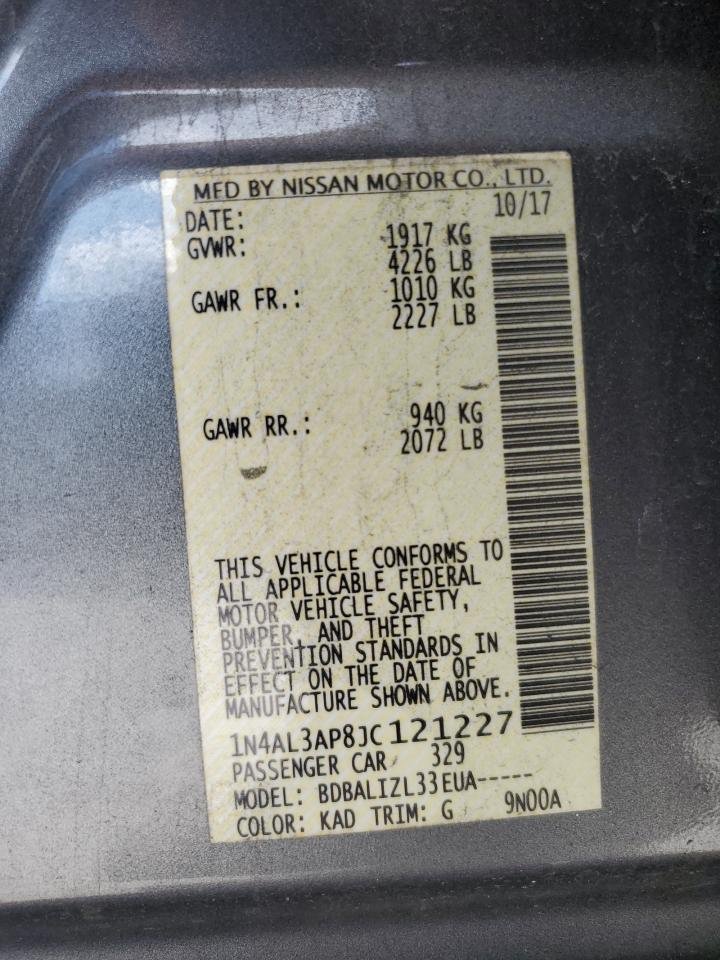 MFD BY NISSAN MOTOR CO., LTD.
DATE: 10/17
GVWR: 1917 KG
4226 LB
GAWR FR.: 1010 KG
2227 LB
GAWR RR.: 940 KG
2072 LB
THIS VEHICLE CONFORMS TO
ALL APPLICABLE FEDERAL
MOTOR VEHICLE SAFETY,
BUMPER, AND THEFT
PREVENTION STANDARDS IN
EFFECT ON THE DATE OF
MANUFACTURE SHOWN ABOVE.
1N4AL3AP8JC121227
PASSENGER CAR 329
MODEL: BDBALIZL33EUA-----
COLOR: KAD TRIM: G 9N00A